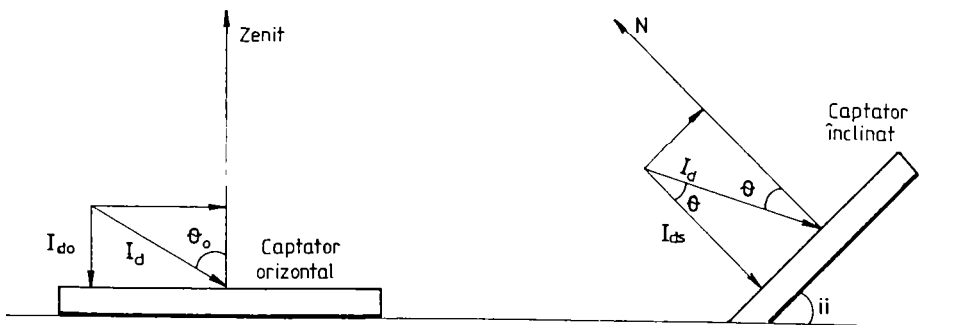 Zenit
I_do
I_d
θ_o
Captator
orizontal
N
I_d
θ
θ
I_ds
Captator
înclinat
ii